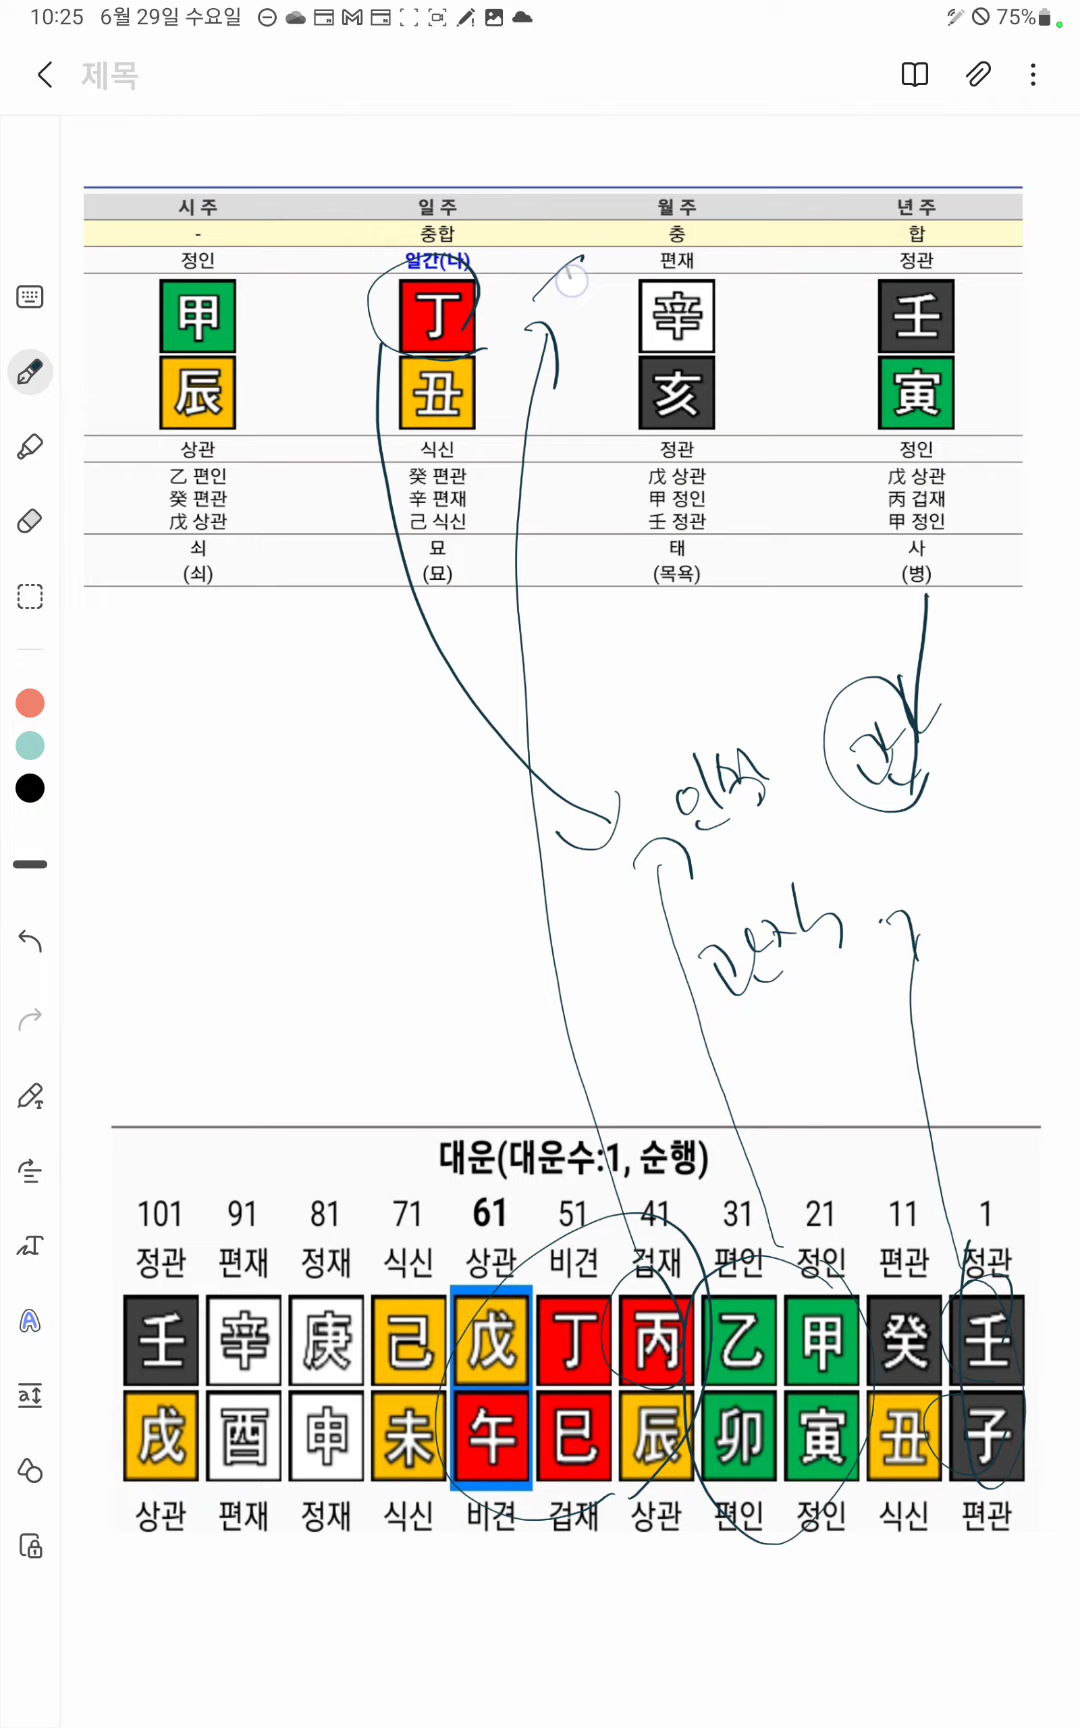 10:25 6월 29일 수요일 75%
제목
시 주 일 주 월 주 년 주
- 충합 충 합
정인 일간(나) 편재 정관
甲 丁 辛 壬
辰 丑 亥 寅
상관 식신 정관 정인
乙 편인 癸 편관 戊 상관 戊 상관
癸 편관 辛 편재 甲 정인 丙 겁재
戊 상관 己 식신 壬 정관 甲 정인
쇠 묘 태 사
(쇠) (묘) (목욕) (병)
대운(대운수:1, 순행)
101 91 81 71 61 51 41 31 21 11 1
정관 편재 정재 식신 상관 비견 겁재 편인 정인 편관 정관
壬 辛 庚 己 戊 丁 丙 乙 甲 癸 壬
戌 酉 申 未 午 巳 辰 卯 寅 丑 子
상관 편재 정재 식신 비견 겁재 상관 편인 정인 식신 편관